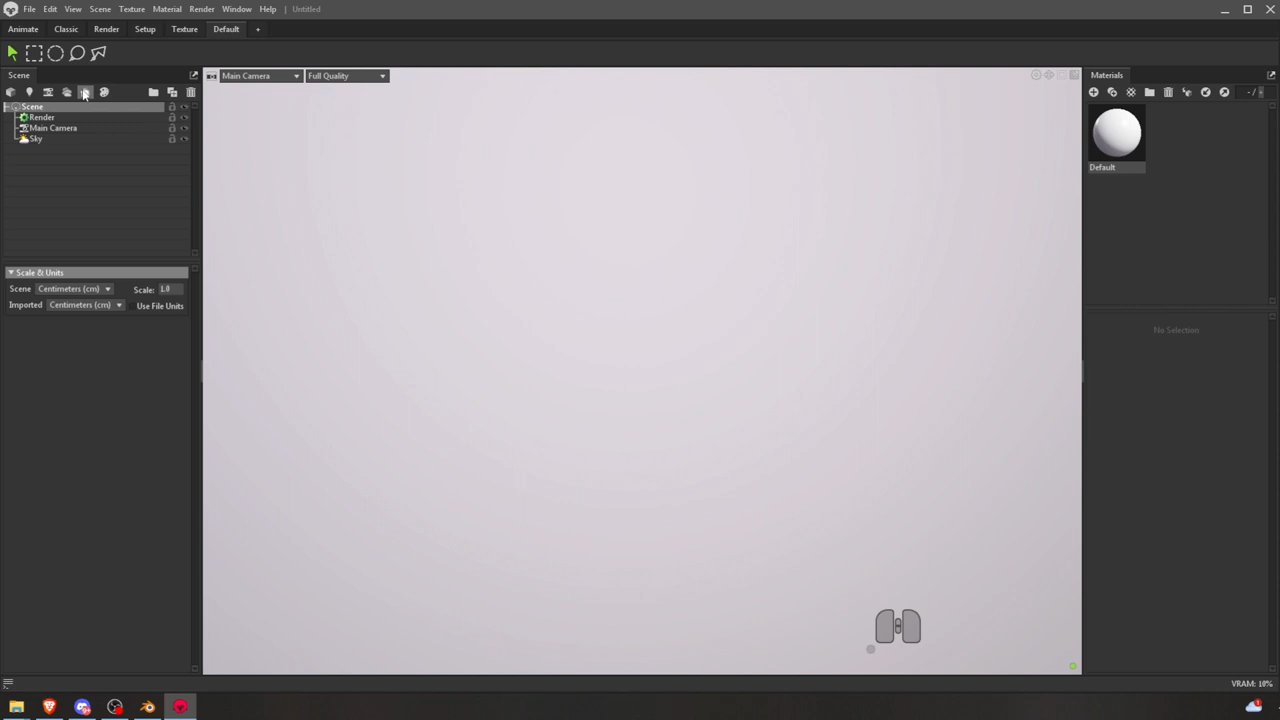 File Edit View Scene Texture Material Render Window Help Untitled
Animate Classic Render Setup Texture Default +
Scene
Main Camera Full Quality
Materials
- /
Scene
Render
Main Camera
Sky
Default
Scale & Units
Scene Centimeters (cm) Scale: 1.0
Imported Centimeters (cm) Use File Units
No Selection
VRAM: 10%